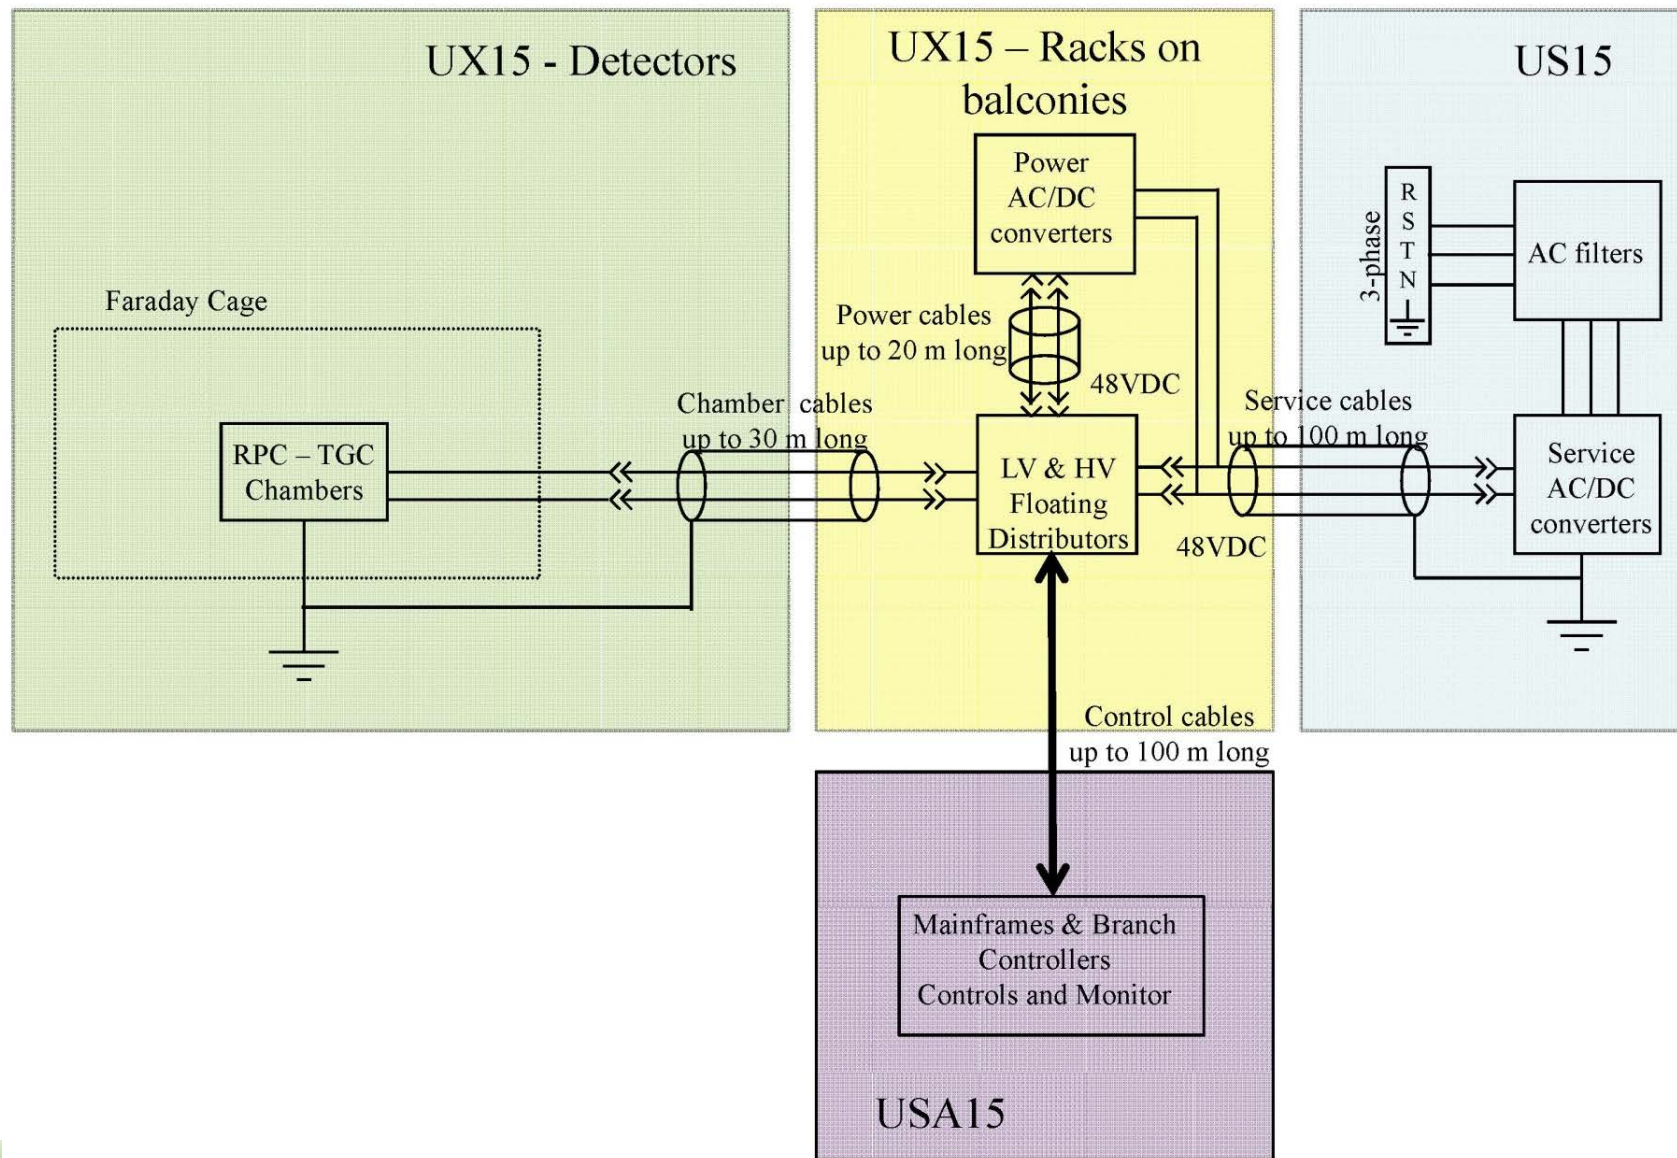 UX15 - Detectors
Faraday Cage
RPC – TGC
Chambers
Chamber cables
up to 30 m long
UX15 – Racks on
balconies
Power
AC/DC
converters
Power cables
up to 20 m long
48VDC
LV & HV
Floating
Distributors
48VDC
Service cables
up to 100 m long
US15
3-phase
R
S
T
N
AC filters
Service
AC/DC
converters
Control cables
up to 100 m long
Mainframes & Branch
Controllers
Controls and Monitor
USA15